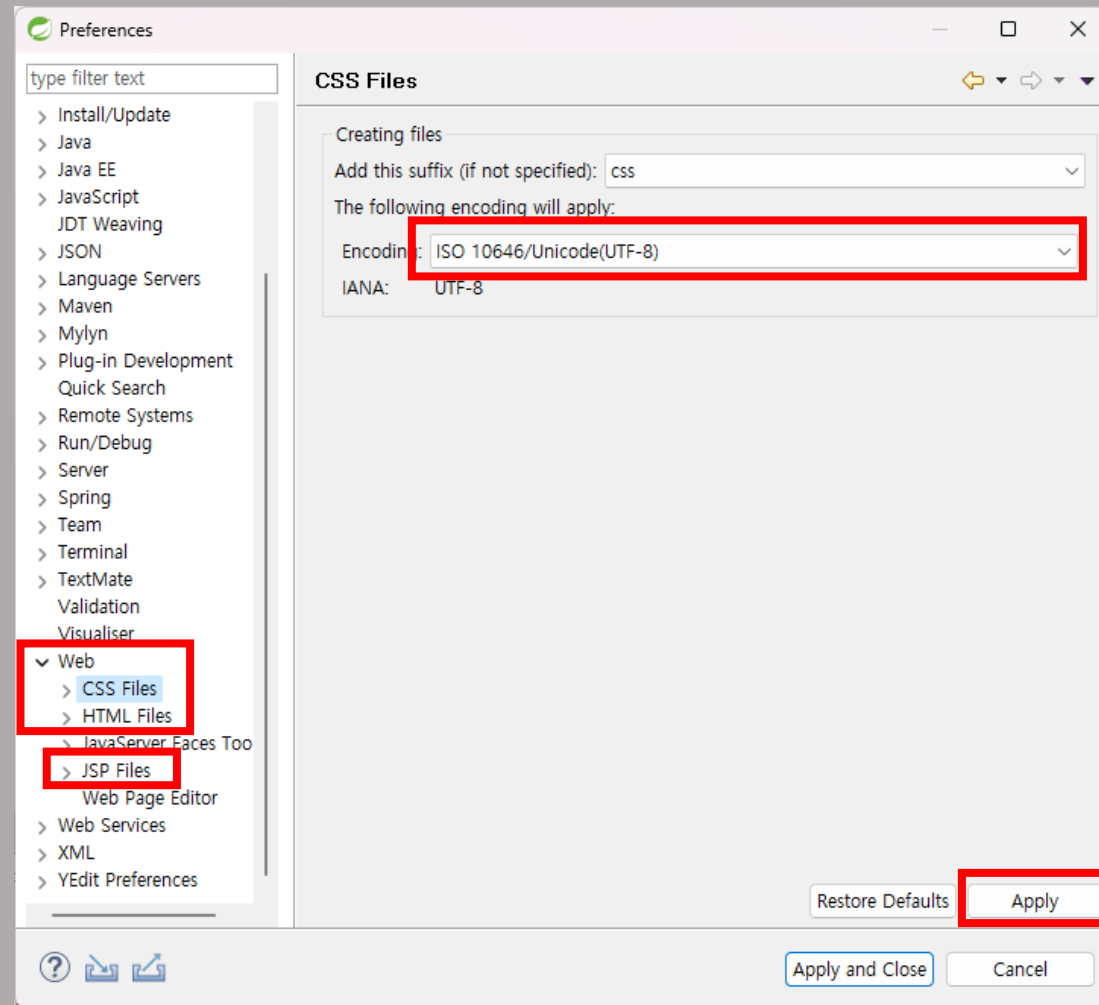 Preferences
type filter text
CSS Files
Install/Update
Java
Java EE
JavaScript
JDT Weaving
JSON
Language Servers
Maven
Mylyn
Plug-in Development
Quick Search
Remote Systems
Run/Debug
Server
Spring
Team
Terminal
TextMate
Validation
Visualiser
Web
CSS Files
HTML Files
JavaServer Faces Too
JSP Files
Web Page Editor
Web Services
XML
YEdit Preferences
Creating files
Add this suffix (if not specified): css
The following encoding will apply:
Encoding: ISO 10646/Unicode(UTF-8)
IANA: UTF-8
Restore Defaults Apply
Apply and Close Cancel